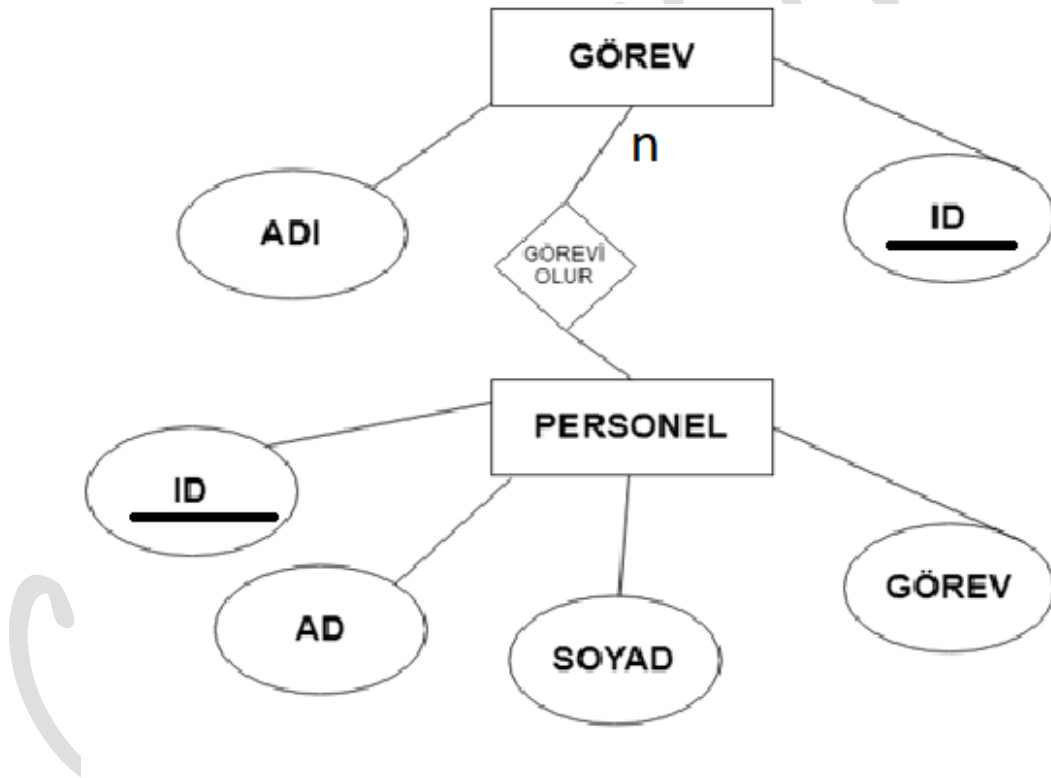 GÖREV
n
ADI
ID
GÖREVİ
OLUR
PERSONEL
ID
AD
SOYAD
GÖREV